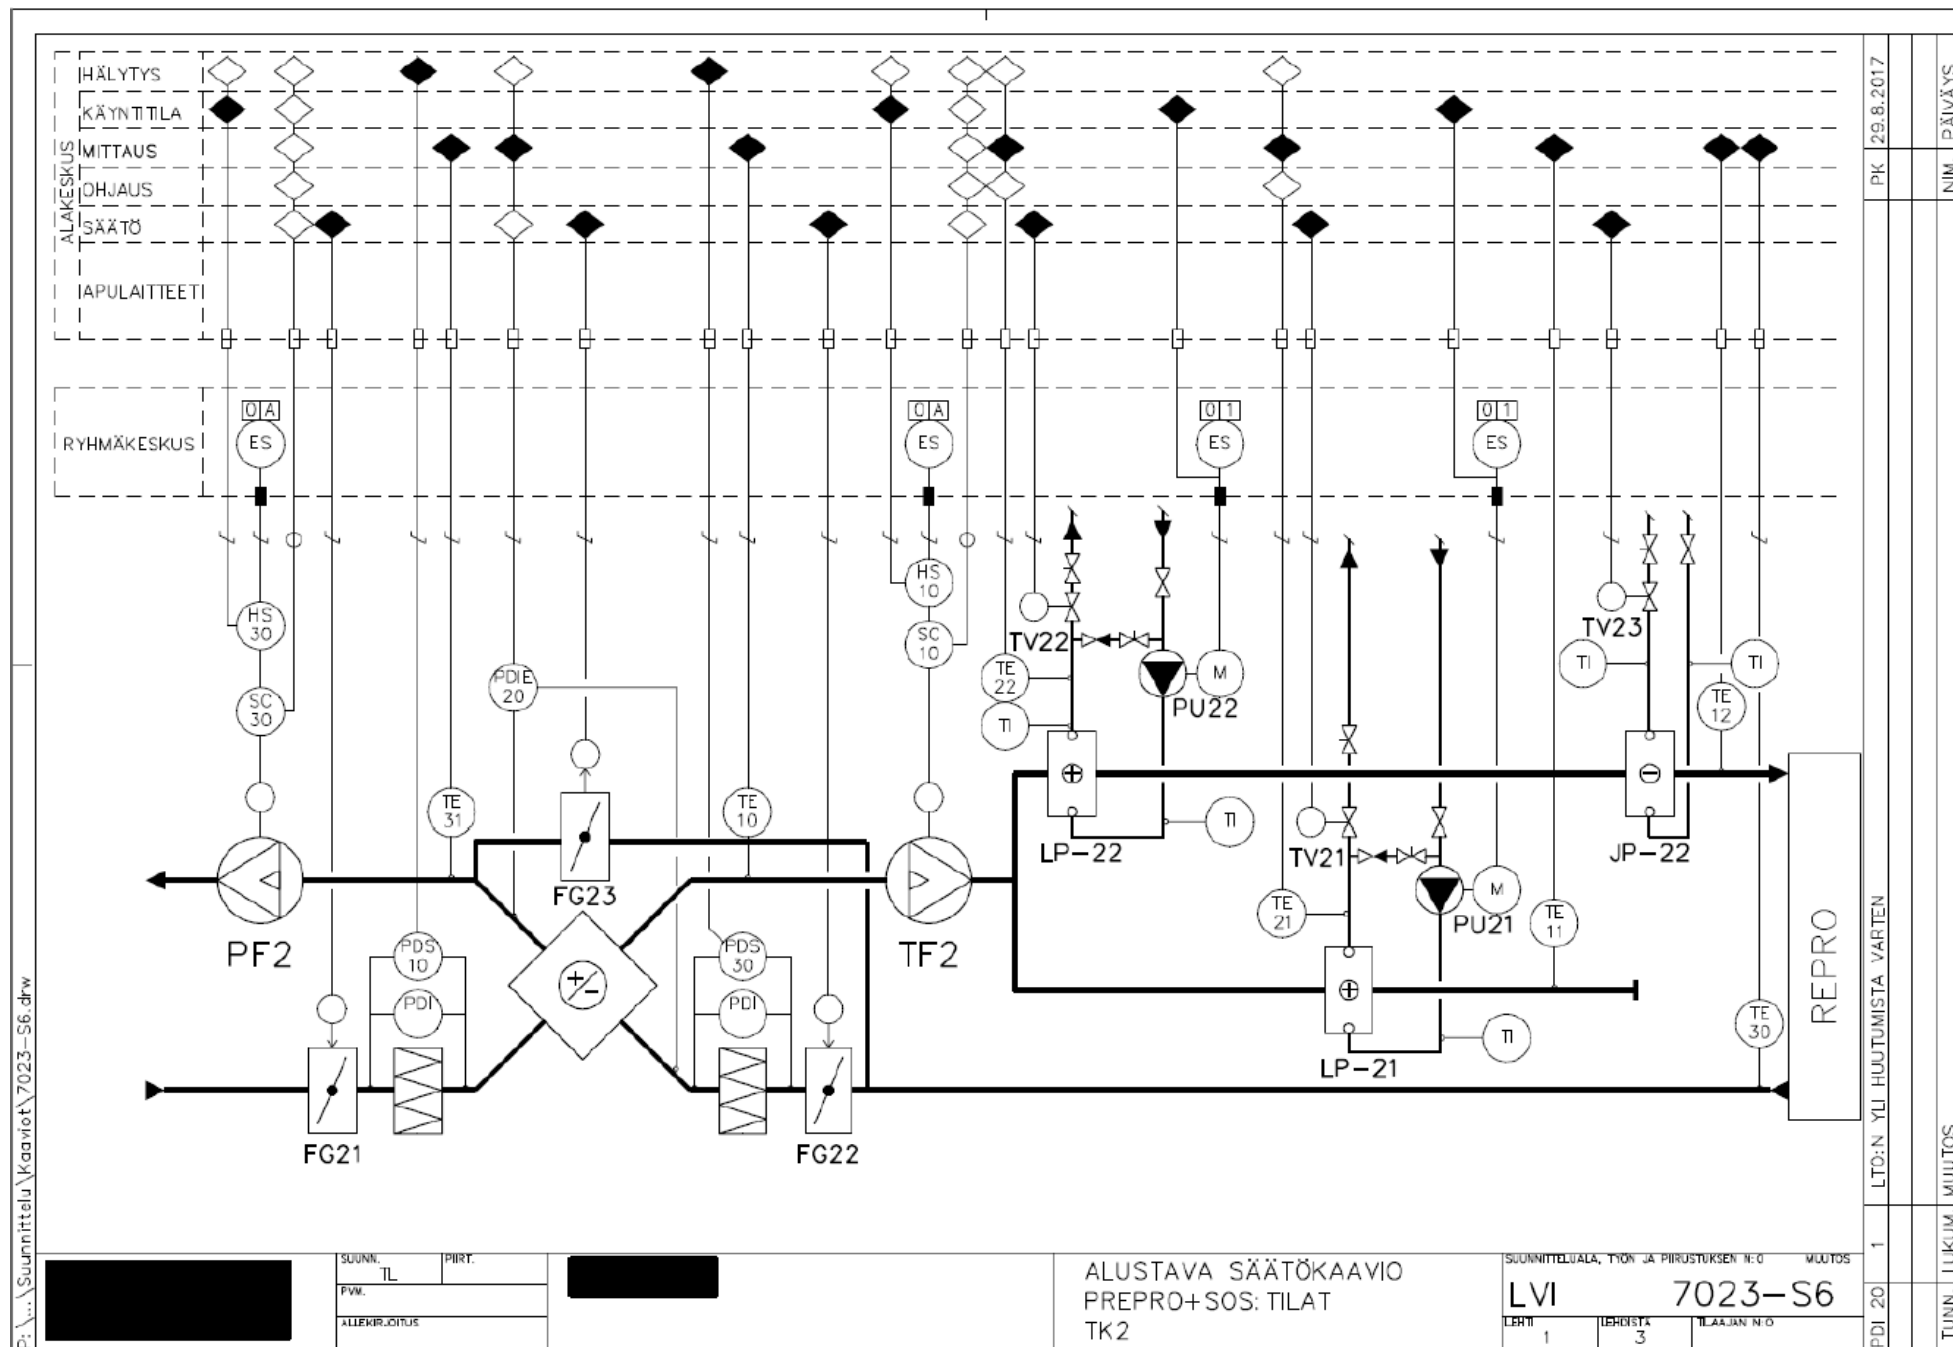 HÄLYTYS
KÄYNTITILA
MITTAUS
OHJAUS
SÄÄTÖ
APULAITTEET
ALAKESKUS
RYHMÄKESKUS
0 A
ES
0 A
ES
0 1
ES
0 1
ES
HS
30
SC
30
PDIE
20
HS
10
SC
10
TE
22
TI
TV22
M
PU22
TV23
TI
TI
TE
12
TE
31
TE
10
FG23
LP-22
TI
TV21
JP-22
PF2
TF2
TE
21
M
PU21
TE
11
PDS
10
PDI
PDS
30
PDI
+/-
LP-21
TI
TE
30
REPRO
FG21
FG22
P:\...\Suunnittelu\Kaaviot\7023-S6.drw
SUUNN.
TL
PIIRT.
PVM.
ALLEKIRJOITUS
ALUSTAVA SÄÄTÖKAAVIO
PREPRO+SOS: TILAT
TK2
SUUNNITTELUALA, TYÖN JA PIIRUSTUKSEN N:O MUUTOS
LVI 7023-S6
LEHTI
1
LEHDISTÄ
3
TILAAJAN N:O
PDI 20 1 LTO:N YLI HUUTUMISTA VARTEN PK 29.8.2017
TUNN LUKUM MUUTOS NIM PÄIVÄYS